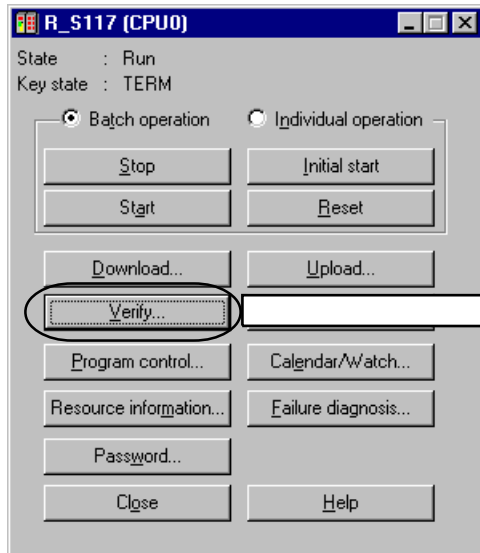 R_S117 (CPU0)
State : Run
Key state : TERM
Batch operation Individual operation
Stop Initial start
Start Reset
Download... Upload...
Verify...
Program control... Calendar/Watch...
Resource information... Failure diagnosis...
Password...
Close Help